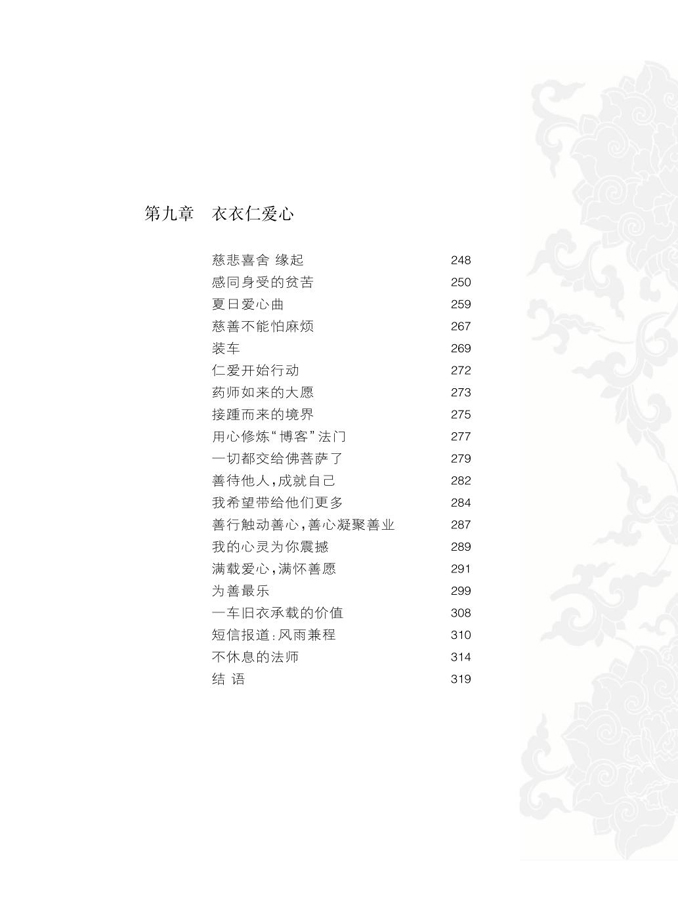 第九章 衣衣仁爱心
慈悲喜舍 缘起 248
感同身受的贫苦 250
夏日爱心曲 259
慈善不能怕麻烦 267
装车 269
仁爱开始行动 272
药师如来的大愿 273
接踵而来的境界 275
用心修炼“博客”法门 277
一切都交给佛菩萨了 279
善待他人,成就自己 282
我希望带给他们更多 284
善行触动善心,善心凝聚善业 287
我的心灵为你震撼 289
满载爱心,满怀善愿 291
为善最乐 299
一车旧衣承载的价值 308
短信报道:风雨兼程 310
不休息的法师 314
结 语 319